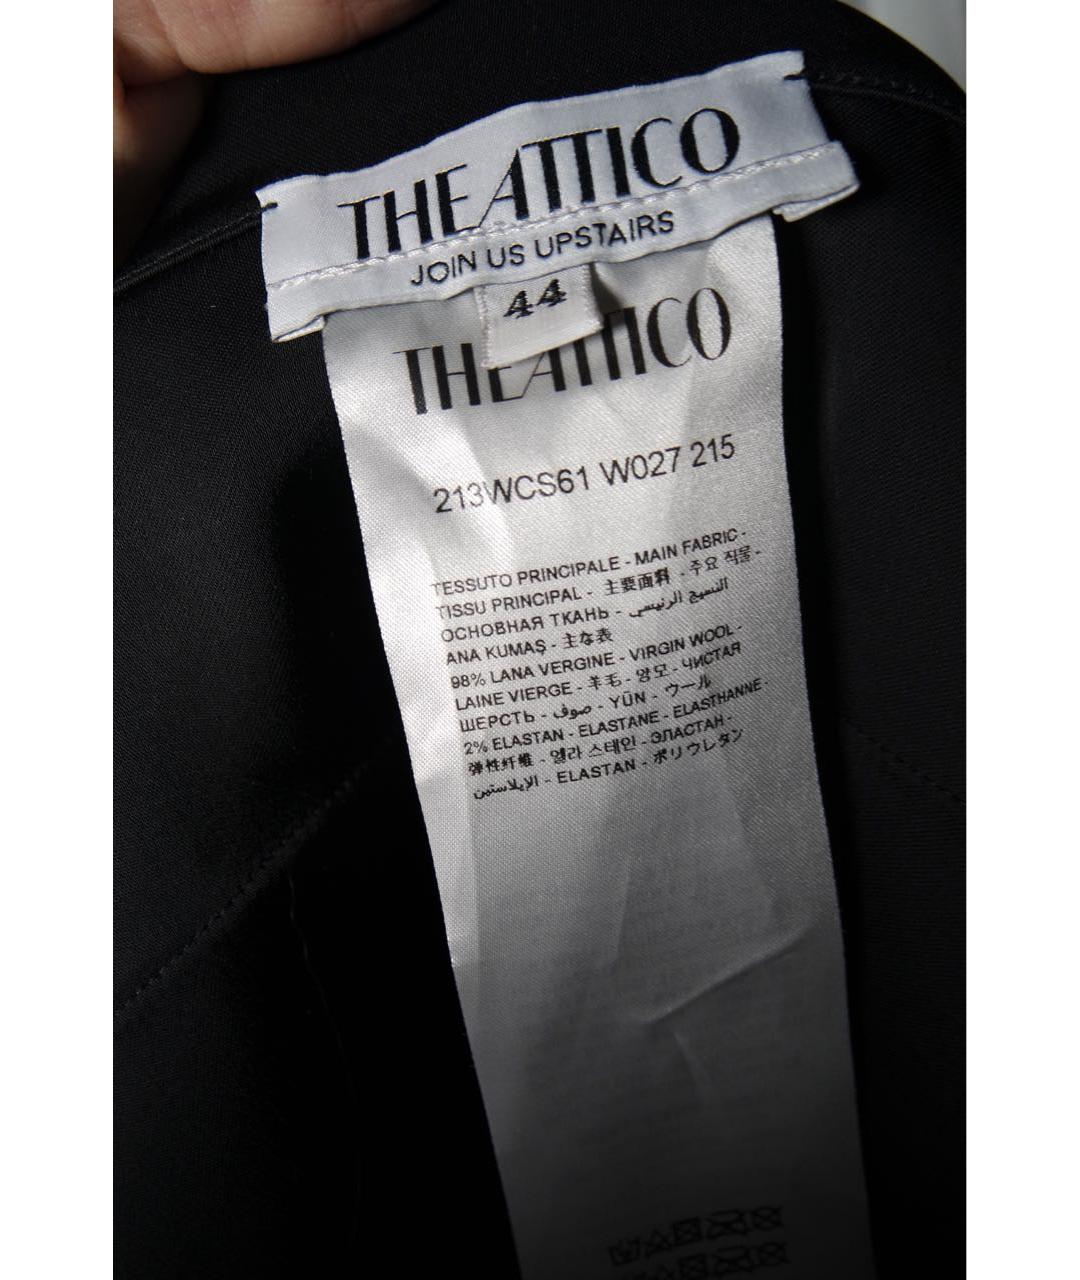 THE ATTICO
JOIN US UPSTAIRS
44
THE ATTICO
213WCS61 W027 215
TESSUTO PRINCIPALE - MAIN FABRIC -
TISSU PRINCIPAL - 主要面料 - 주요 직물 -
ОСНОВНАЯ ТКАНЬ - النسيج الرئيسي
ANA KUMAŞ - 主な表
98% LANA VERGINE - VIRGIN WOOL -
LAINE VIERGE - 羊毛 - 양모 - ЧИСТАЯ
ШЕРСТЬ - صوف - YÜN - ウール
2% ELASTAN - ELASTANE - ELASTHANNE -
弹性纤维 - 엘라 스테인 - ЭЛАСТАН -
الإيلاستين - ELASTAN - ポリウレタン